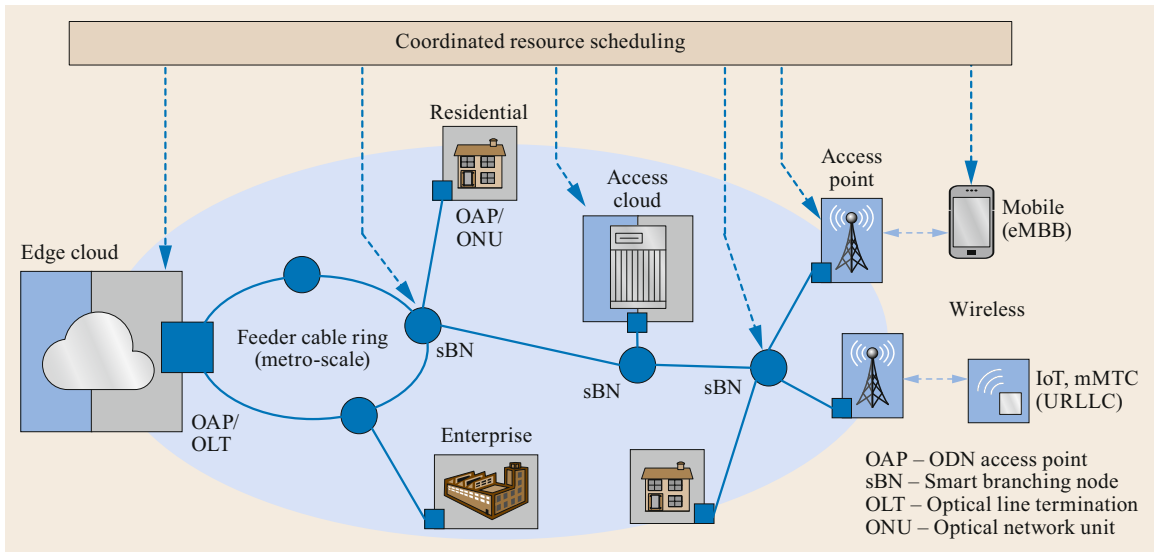 Coordinated resource scheduling
Residential
OAP/
ONU
Access
cloud
Access
point
Mobile
(eMBB)
Edge cloud
Feeder cable ring
(metro-scale)
sBN
Wireless
sBN
sBN
OAP/
OLT
IoT, mMTC
(URLLC)
Enterprise
OAP – ODN access point
sBN – Smart branching node
OLT – Optical line termination
ONU – Optical network unit